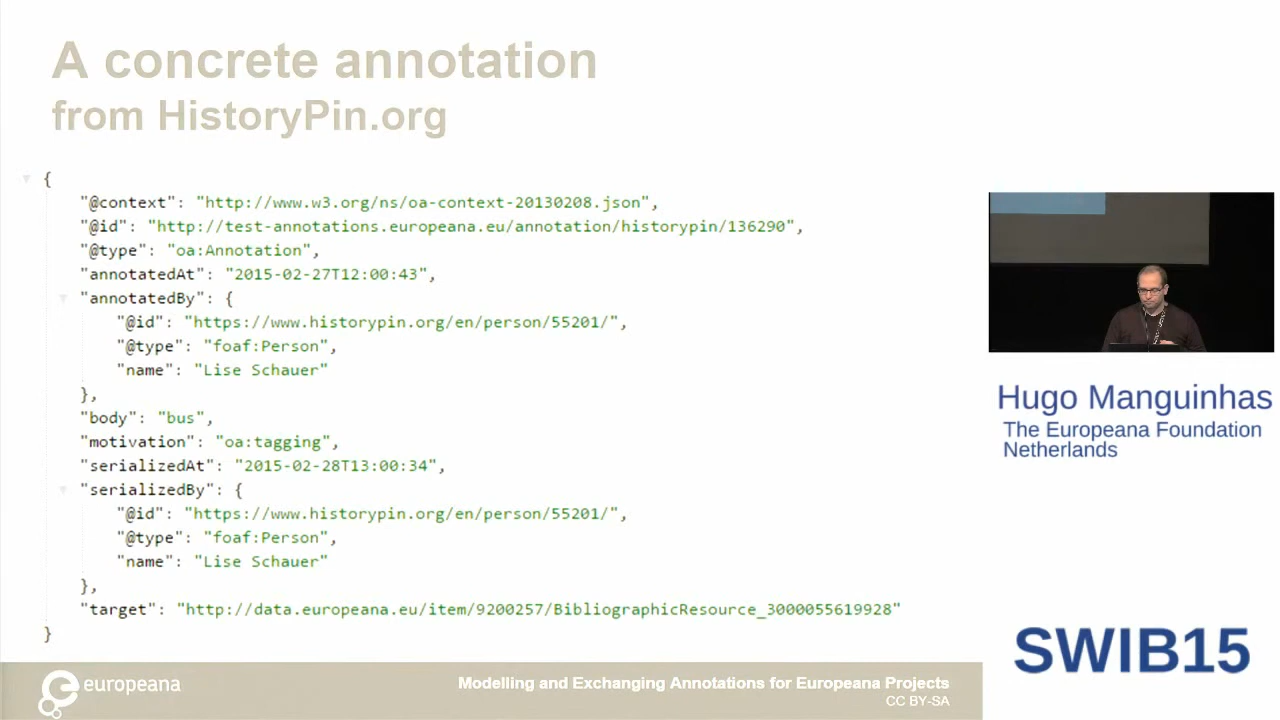 A concrete annotation
from HistoryPin.org
{
"@context": "http://www.w3.org/ns/oa-context-20130208.json",
"@id": "http://test-annotations.europeana.eu/annotation/historypin/136290",
"@type": "oa:Annotation",
"annotatedAt": "2015-02-27T12:00:43",
"annotatedBy": {
"@id": "https://www.historypin.org/en/person/55201/",
"@type": "foaf:Person",
"name": "Lise Schauer"
},
"body": "bus",
"motivation": "oa:tagging",
"serializedAt": "2015-02-28T13:00:34",
"serializedBy": {
"@id": "https://www.historypin.org/en/person/55201/",
"@type": "foaf:Person",
"name": "Lise Schauer"
},
"target": "http://data.europeana.eu/item/9200257/BibliographicResource_3000055619928"
}
europeana
Modelling and Exchanging Annotations for Europeana Projects
CC BY-SA
Hugo Manguinhas
The Europeana Foundation
Netherlands
SWIB15